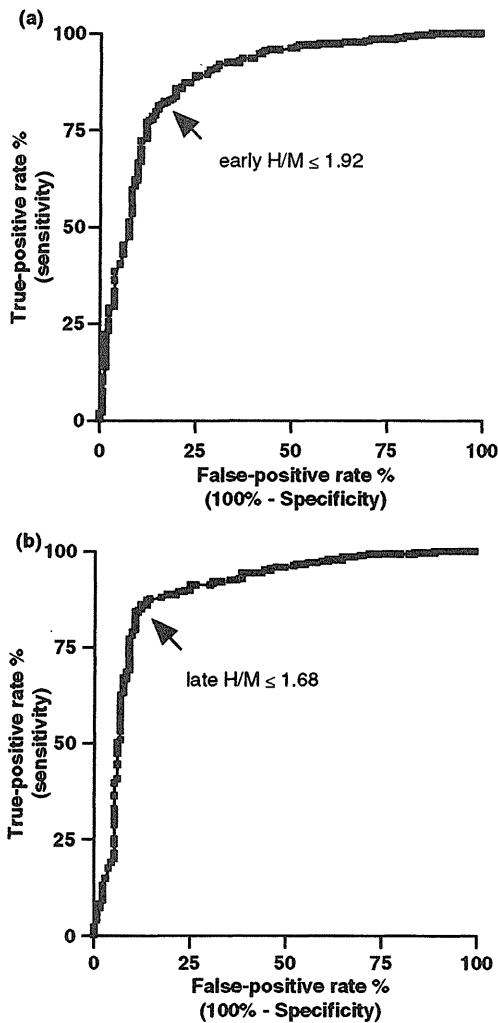 (a)
100
75
50
25
0
True-positive rate %
(sensitivity)
early H/M ≤ 1.92
0 25 50 75 100
False-positive rate %
(100% - Specificity)
(b)
100
75
50
25
0
True-positive rate %
(sensitivity)
late H/M ≤ 1.68
0 25 50 75 100
False-positive rate %
(100% - Specificity)